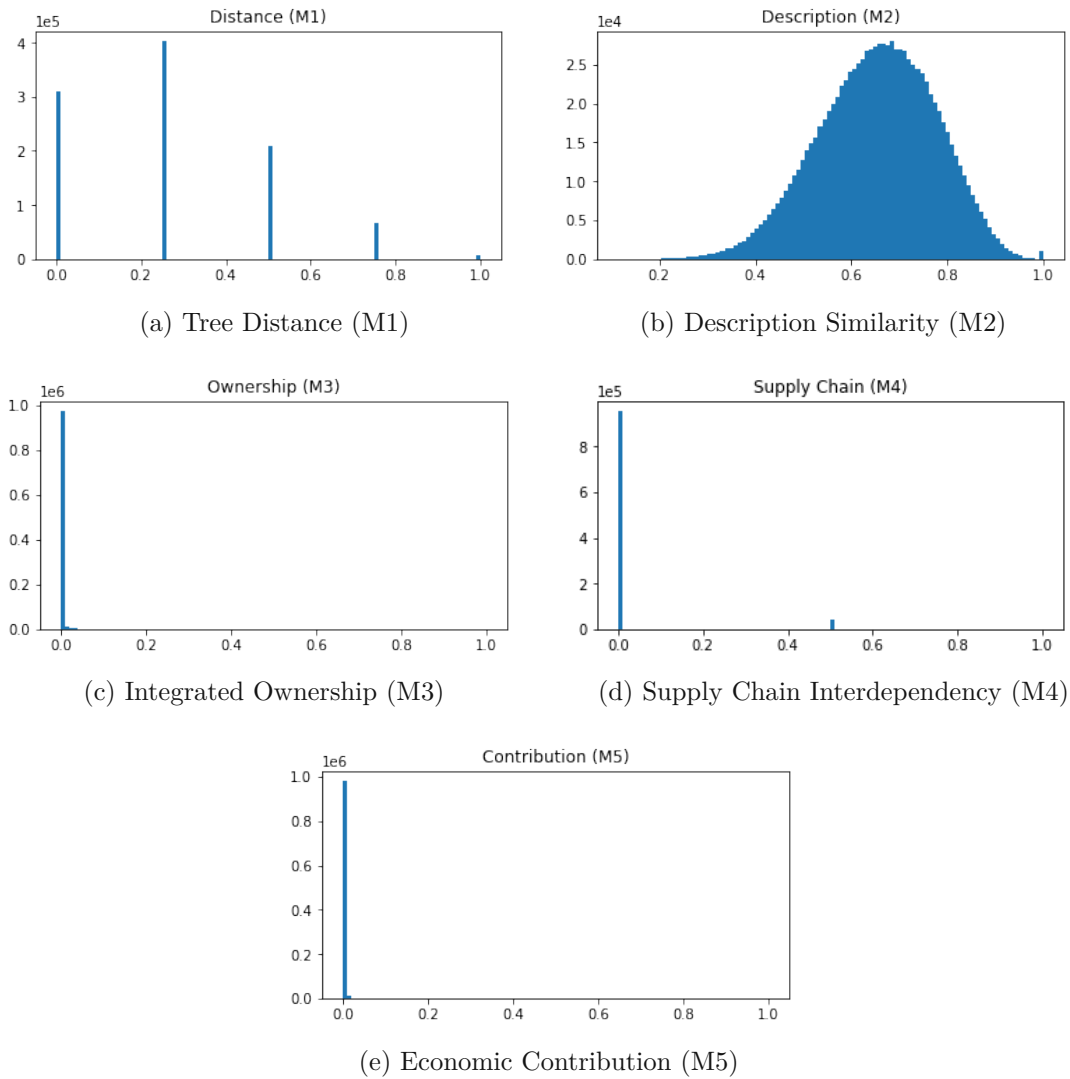 Distance (M1)
1e5
4
3
2
1
0
0.0 0.2 0.4 0.6 0.8 1.0
(a) Tree Distance (M1)
Description (M2)
1e4
2.5
2.0
1.5
1.0
0.5
0.0
0.2 0.4 0.6 0.8 1.0
(b) Description Similarity (M2)
Ownership (M3)
1e6
1.0
0.8
0.6
0.4
0.2
0.0
0.0 0.2 0.4 0.6 0.8 1.0
(c) Integrated Ownership (M3)
Supply Chain (M4)
1e5
8
6
4
2
0
0.0 0.2 0.4 0.6 0.8 1.0
(d) Supply Chain Interdependency (M4)
Contribution (M5)
1e6
1.0
0.8
0.6
0.4
0.2
0.0
0.0 0.2 0.4 0.6 0.8 1.0
(e) Economic Contribution (M5)